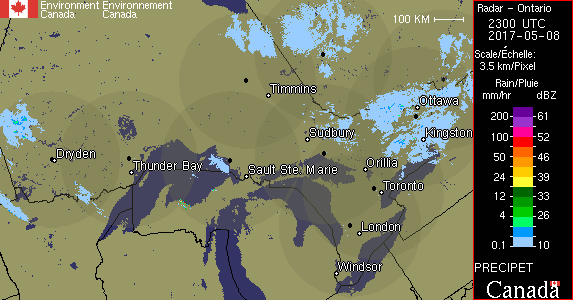 Environment Environnement
Canada Canada
100 KM
Timmins
Ottawa
Sudbury
Kingston
Dryden
Thunder Bay
Sault Ste. Marie
Orillia
Toronto
London
Windsor
Radar - Ontario
2300 UTC
2017-05-08
Scale/Échelle:
3.5 km/Pixel
Rain/Pluie
mm/hr dBZ
200 61
100 52
50 46
24 39
12 33
4 26
0.1 10
PRECIPET
Canada